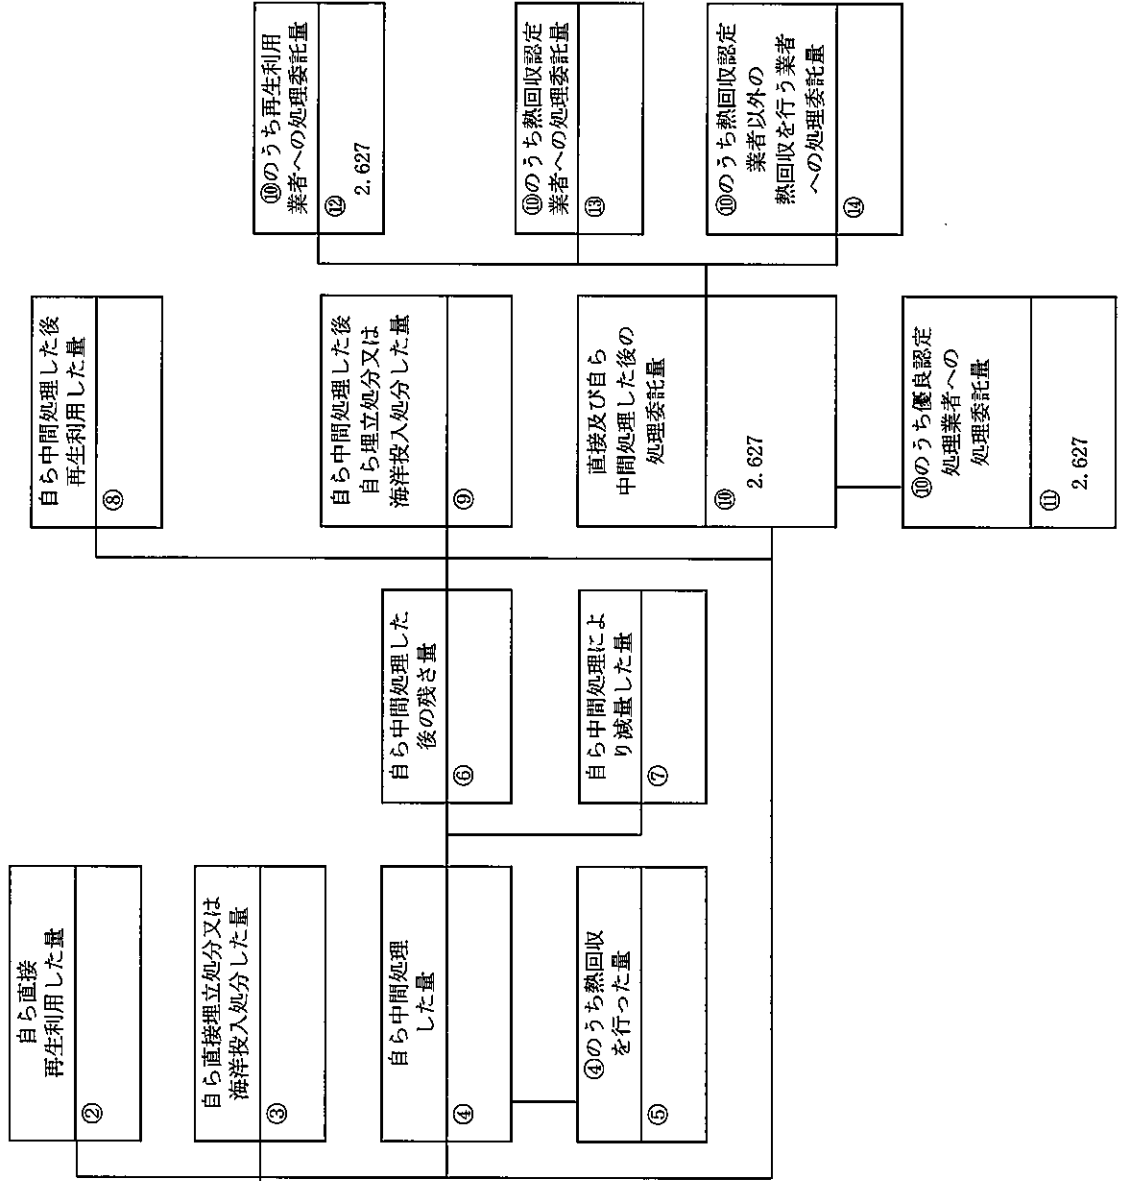 自ら直接
再生利用した量
②
自ら直接埋立処分又は
海洋投入処分した量
③
自ら中間処理
した量
④
④のうち熱回収
を行った量
⑤
自ら中間処理した
後の残さ量
⑥
自ら中間処理によ
り減量した量
⑦
自ら中間処理した後
再生利用した量
⑧
自ら中間処理した後
自ら埋立処分又は
海洋投入処分した量
⑨
直接及び自ら
中間処理した後の
処理委託量
⑩
2.627
⑩のうち優良認定
処理業者への
処理委託量
⑪
2.627
⑩のうち再生利用
業者への処理委託量
⑫
2.627
⑩のうち熱回収認定
業者への処理委託量
⑬
⑩のうち熱回収認定
業者以外の
熱回収を行う業者
への処理委託量
⑭